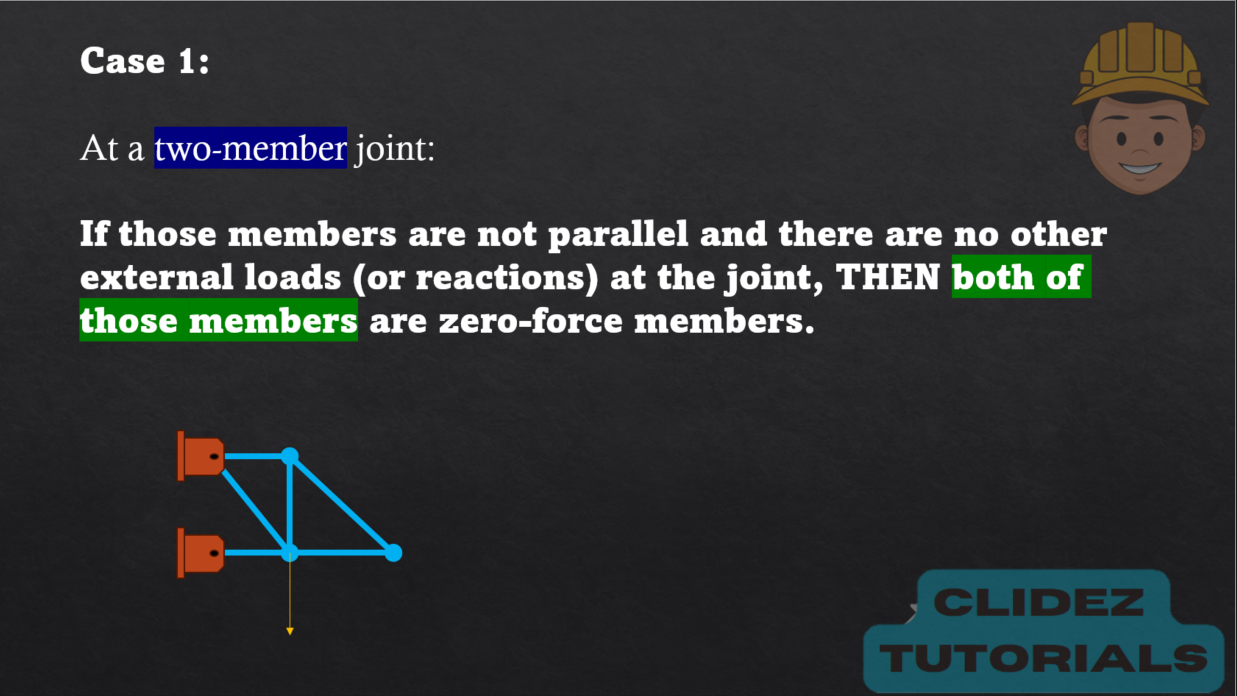 Case 1:
At a two-member joint:
If those members are not parallel and there are no other
external loads (or reactions) at the joint, THEN both of
those members are zero-force members.
CLIDEZ
TUTORIALS